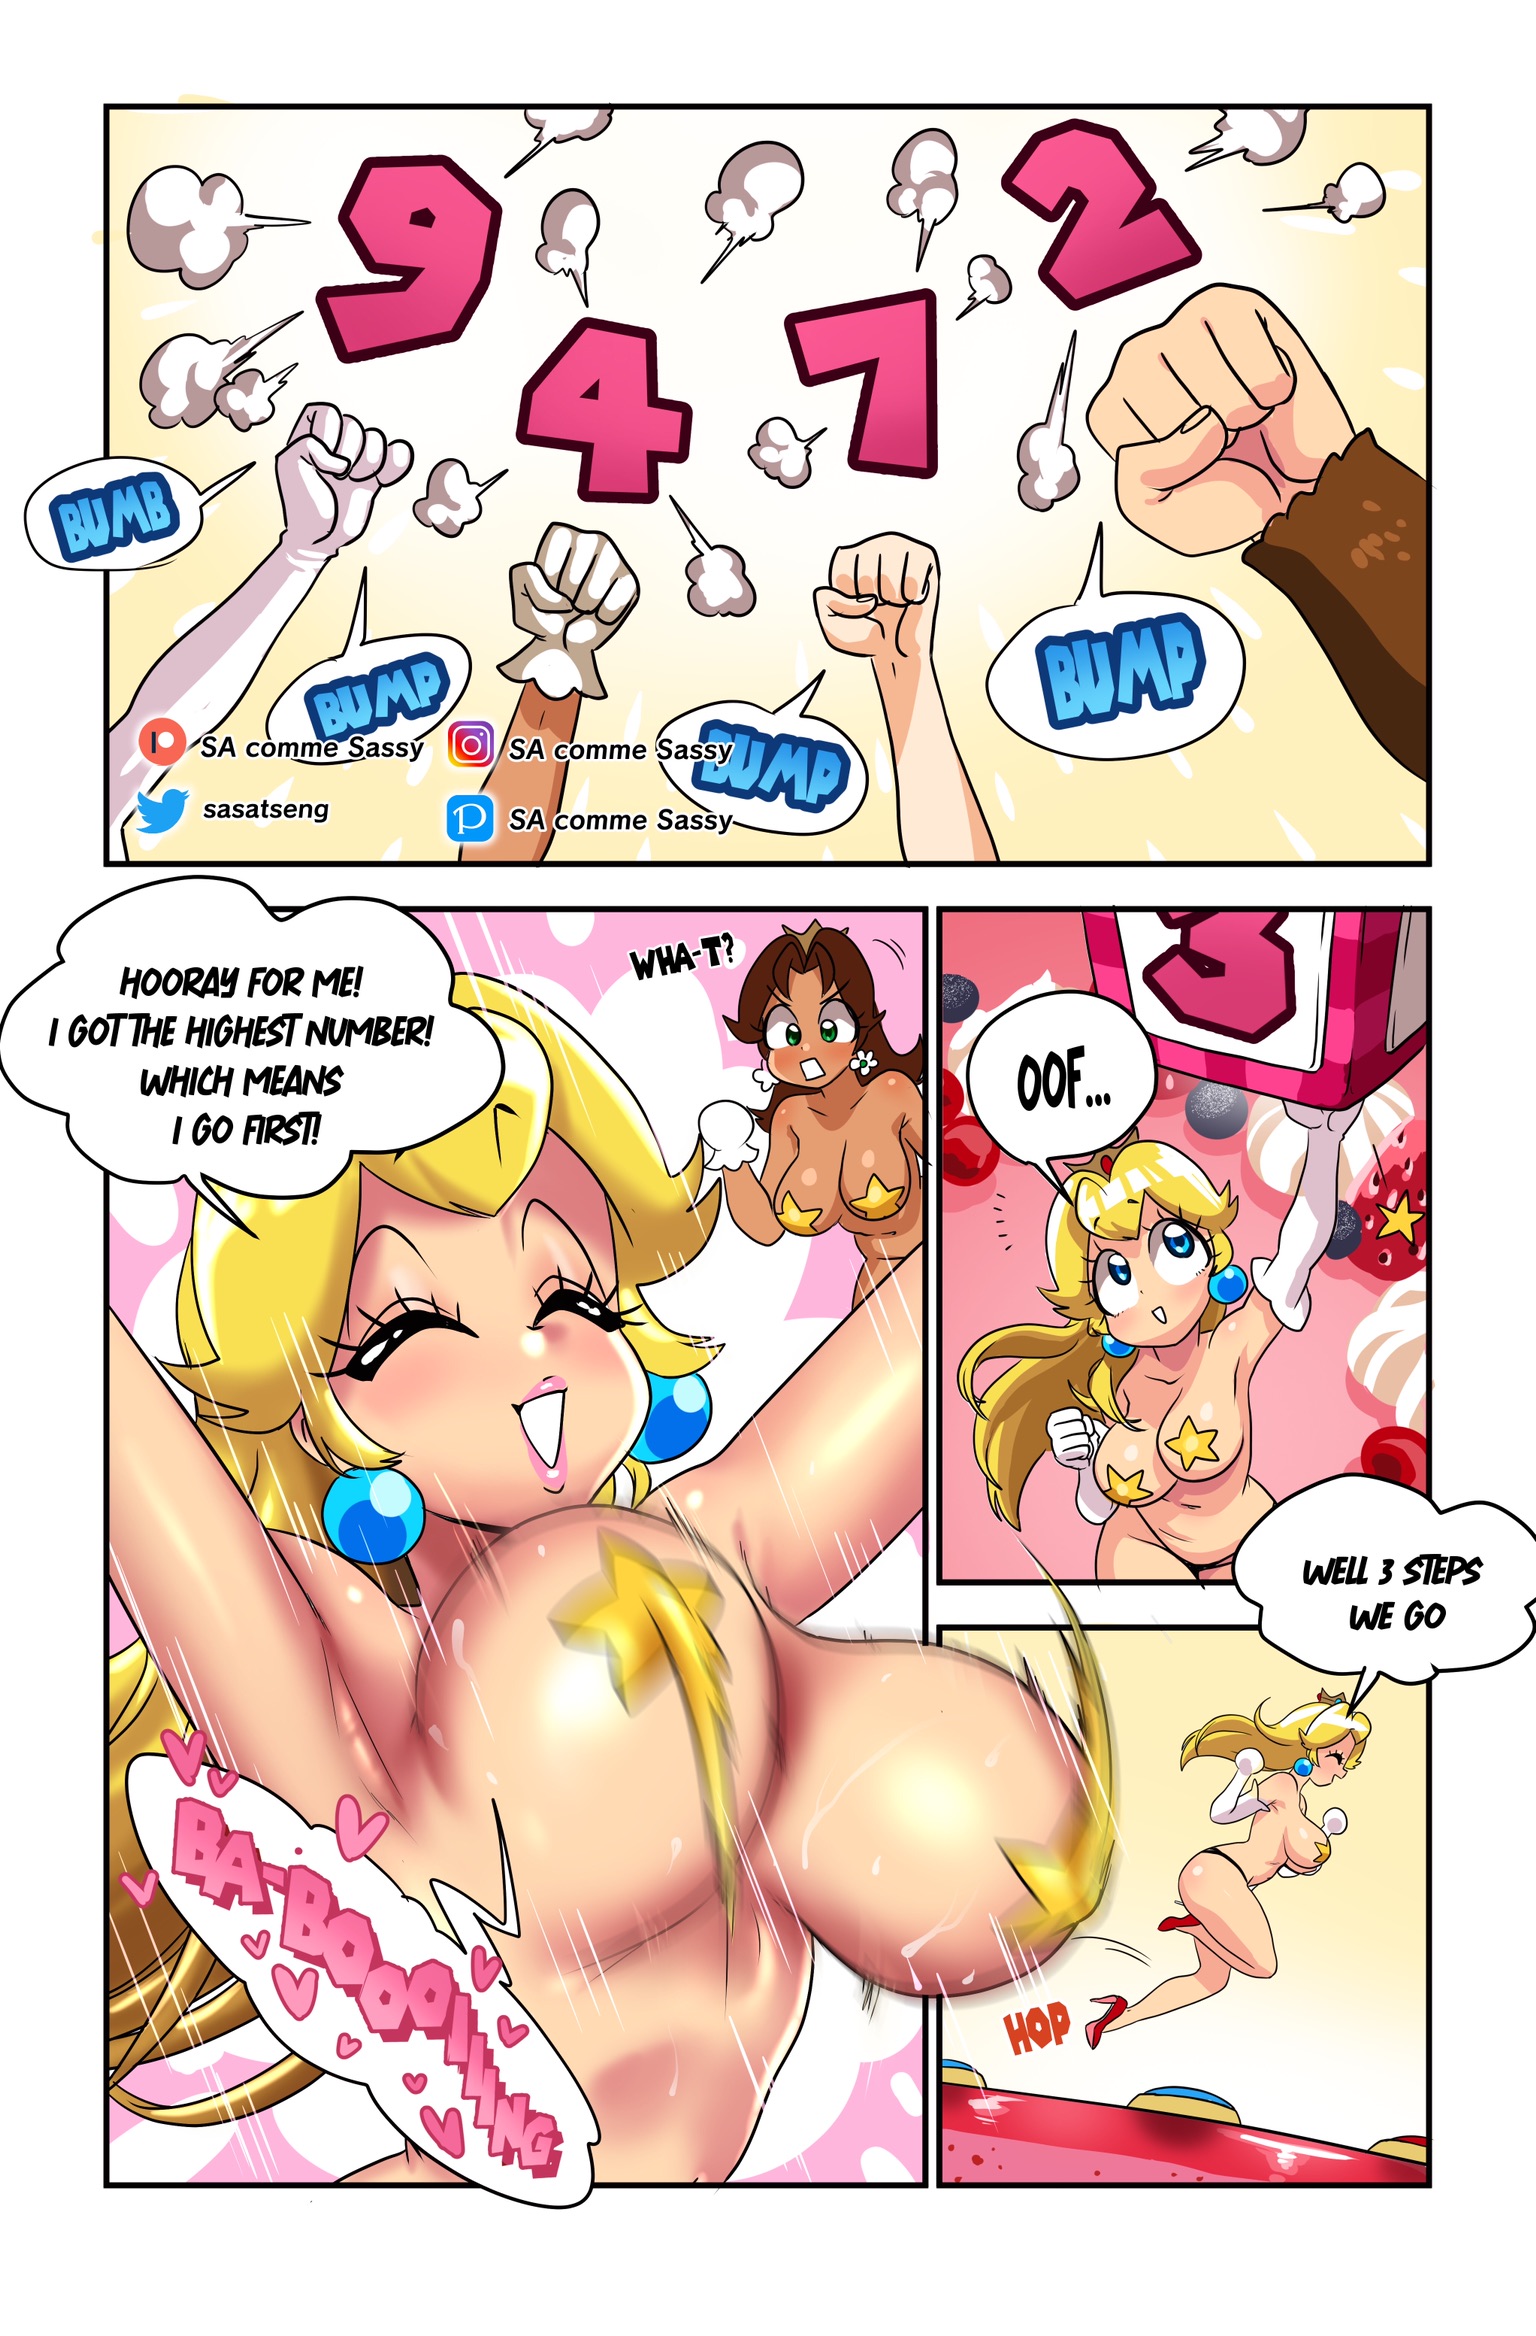 9
2
4
7
BUMB
BUMP
BUMP
BUMP
SA comme Sassy
SA comme Sassy
sasatseng
SA comme Sassy
HOORAY FOR ME!
I GOT THE HIGHEST NUMBER!
WHICH MEANS
I GO FIRST!
WHA-T?
3
OOF...
WELL 3 STEPS
WE GO
BA-BOOOIIING
HOP